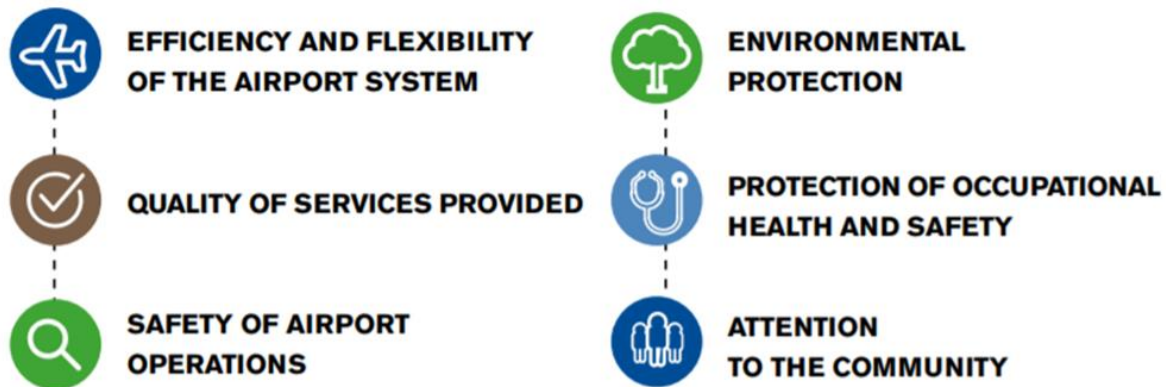 EFFICIENCY AND FLEXIBILITY
OF THE AIRPORT SYSTEM
QUALITY OF SERVICES PROVIDED
SAFETY OF AIRPORT
OPERATIONS
ENVIRONMENTAL
PROTECTION
PROTECTION OF OCCUPATIONAL
HEALTH AND SAFETY
ATTENTION
TO THE COMMUNITY